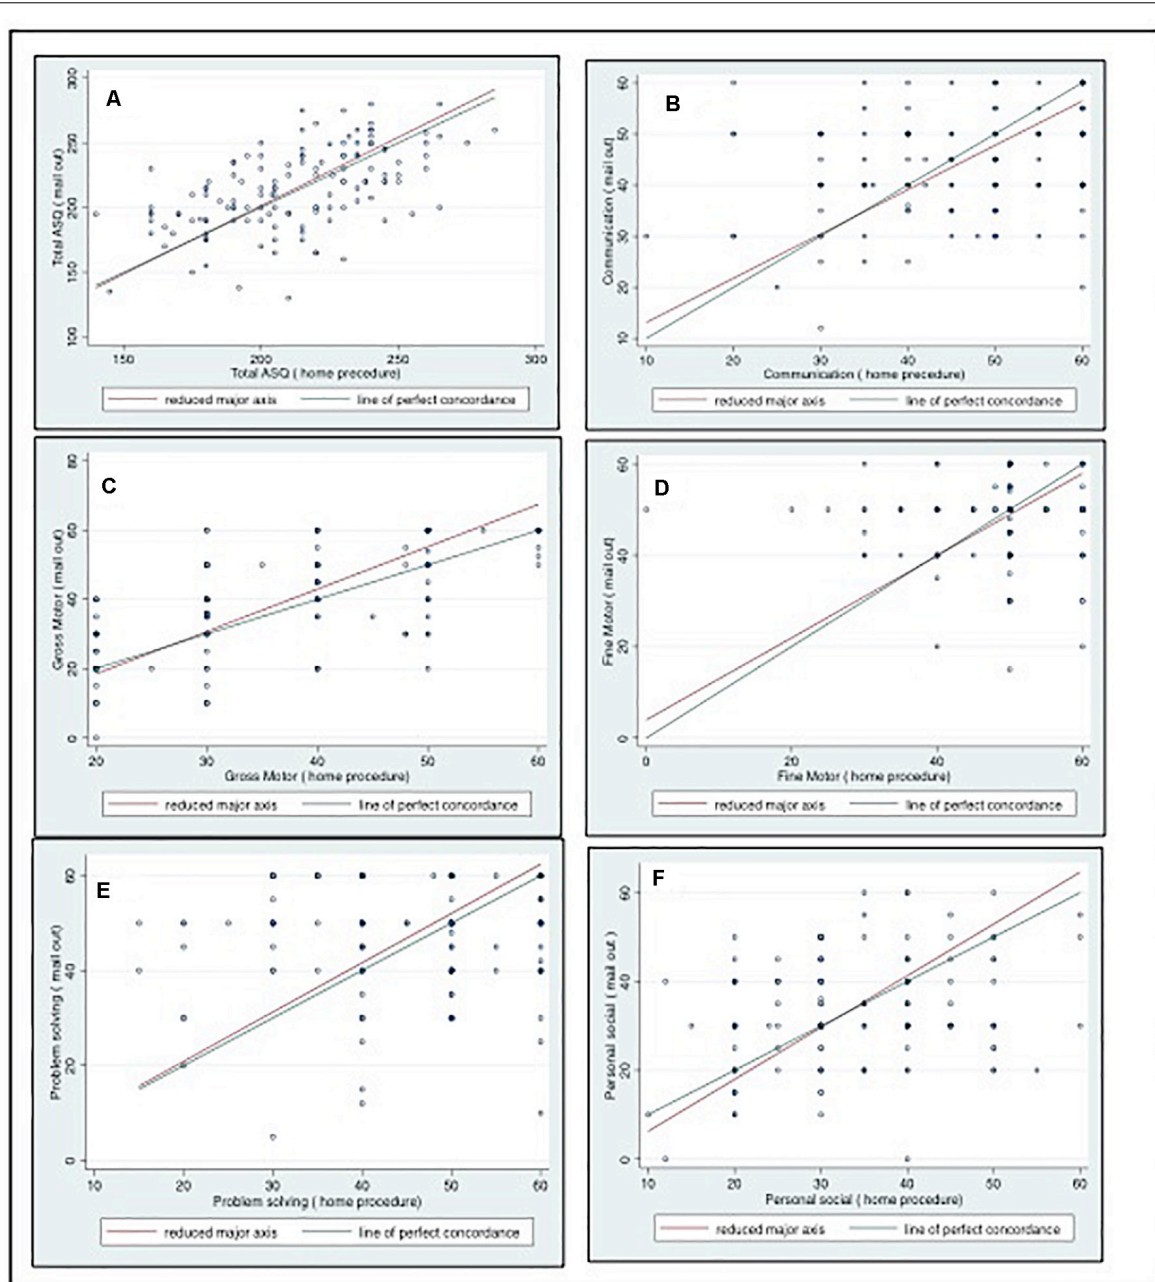 A
Total ASQ ( mail out)
300
250
200
150
100
150 200 250 300
Total ASQ ( home precedure)
reduced major axis line of perfect concordance
B
Communication ( mail out)
60
50
40
30
20
10
10 20 30 40 50 60
Communication ( home precedure)
reduced major axis line of perfect concordance
C
Gross Motor ( mail out)
80
60
40
20
0
20 30 40 50 60
Gross Motor ( home procedure)
reduced major axis line of perfect concordance
D
Fine Motor ( mail out)
60
40
20
0
0 20 40 60
Fine Motor ( home procedure)
reduced major axis line of perfect concordance
E
Problem solving ( mail out)
60
40
20
0
10 20 30 40 50 60
Problem solving ( home procedure)
reduced major axis line of perfect concordance
F
Personal social ( mail out )
60
40
20
0
10 20 30 40 50 60
Personal social ( home procedure)
reduced major axis line of perfect concordance